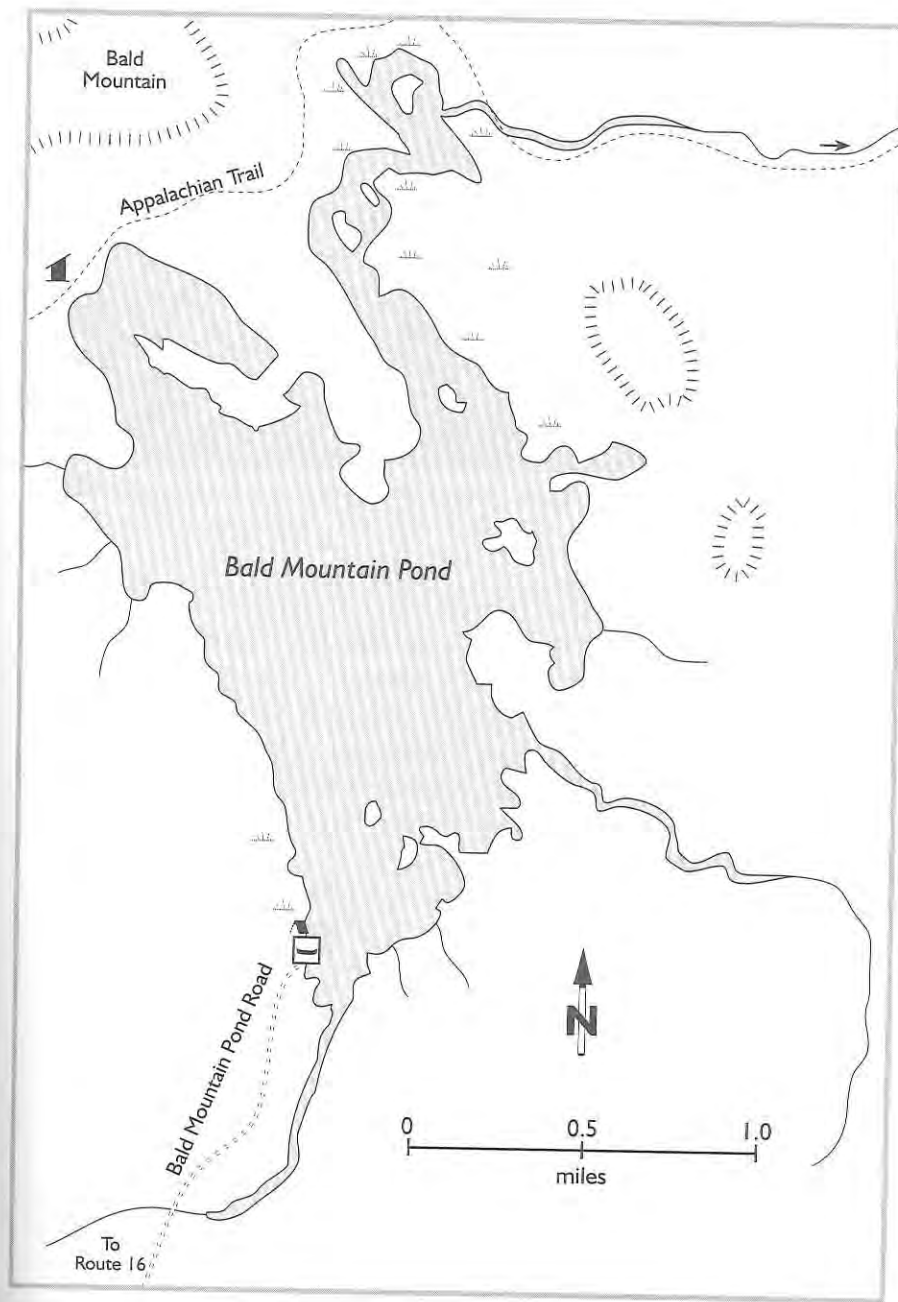 Bald
Mountain
Appalachian Trail
Bald Mountain Pond
Bald Mountain Pond Road
N
0 0.5 1.0
miles
To
Route 16